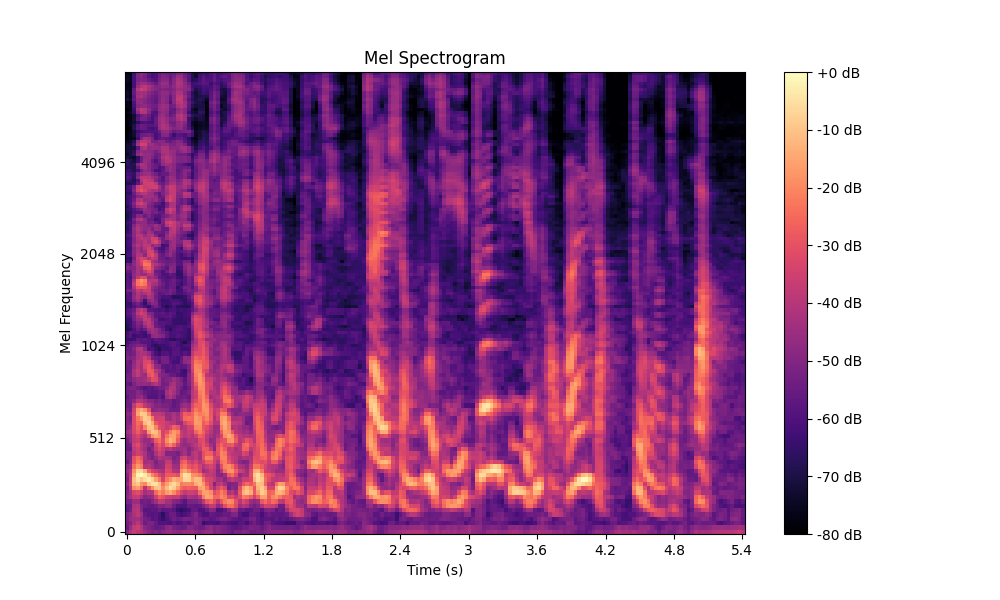 Mel Spectrogram
Mel Frequency
4096
2048
1024
512
0
0 0.6 1.2 1.8 2.4 3 3.6 4.2 4.8 5.4
Time (s)
+0 dB
-10 dB
-20 dB
-30 dB
-40 dB
-50 dB
-60 dB
-70 dB
-80 dB